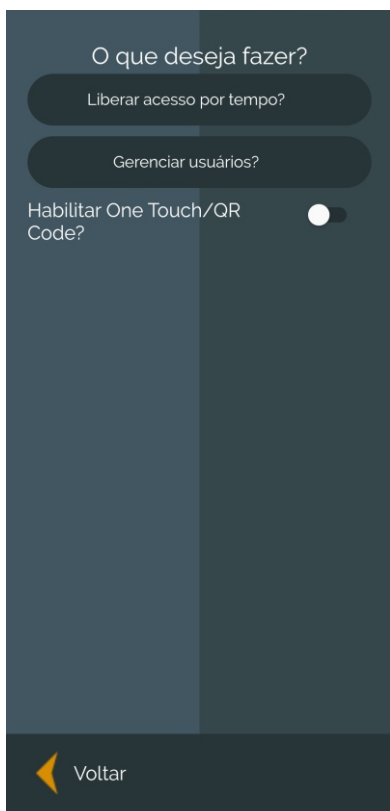 O que deseja fazer?
Liberar acesso por tempo?
Gerenciar usuários?
Habilitar One Touch/QR
Code?
Voltar